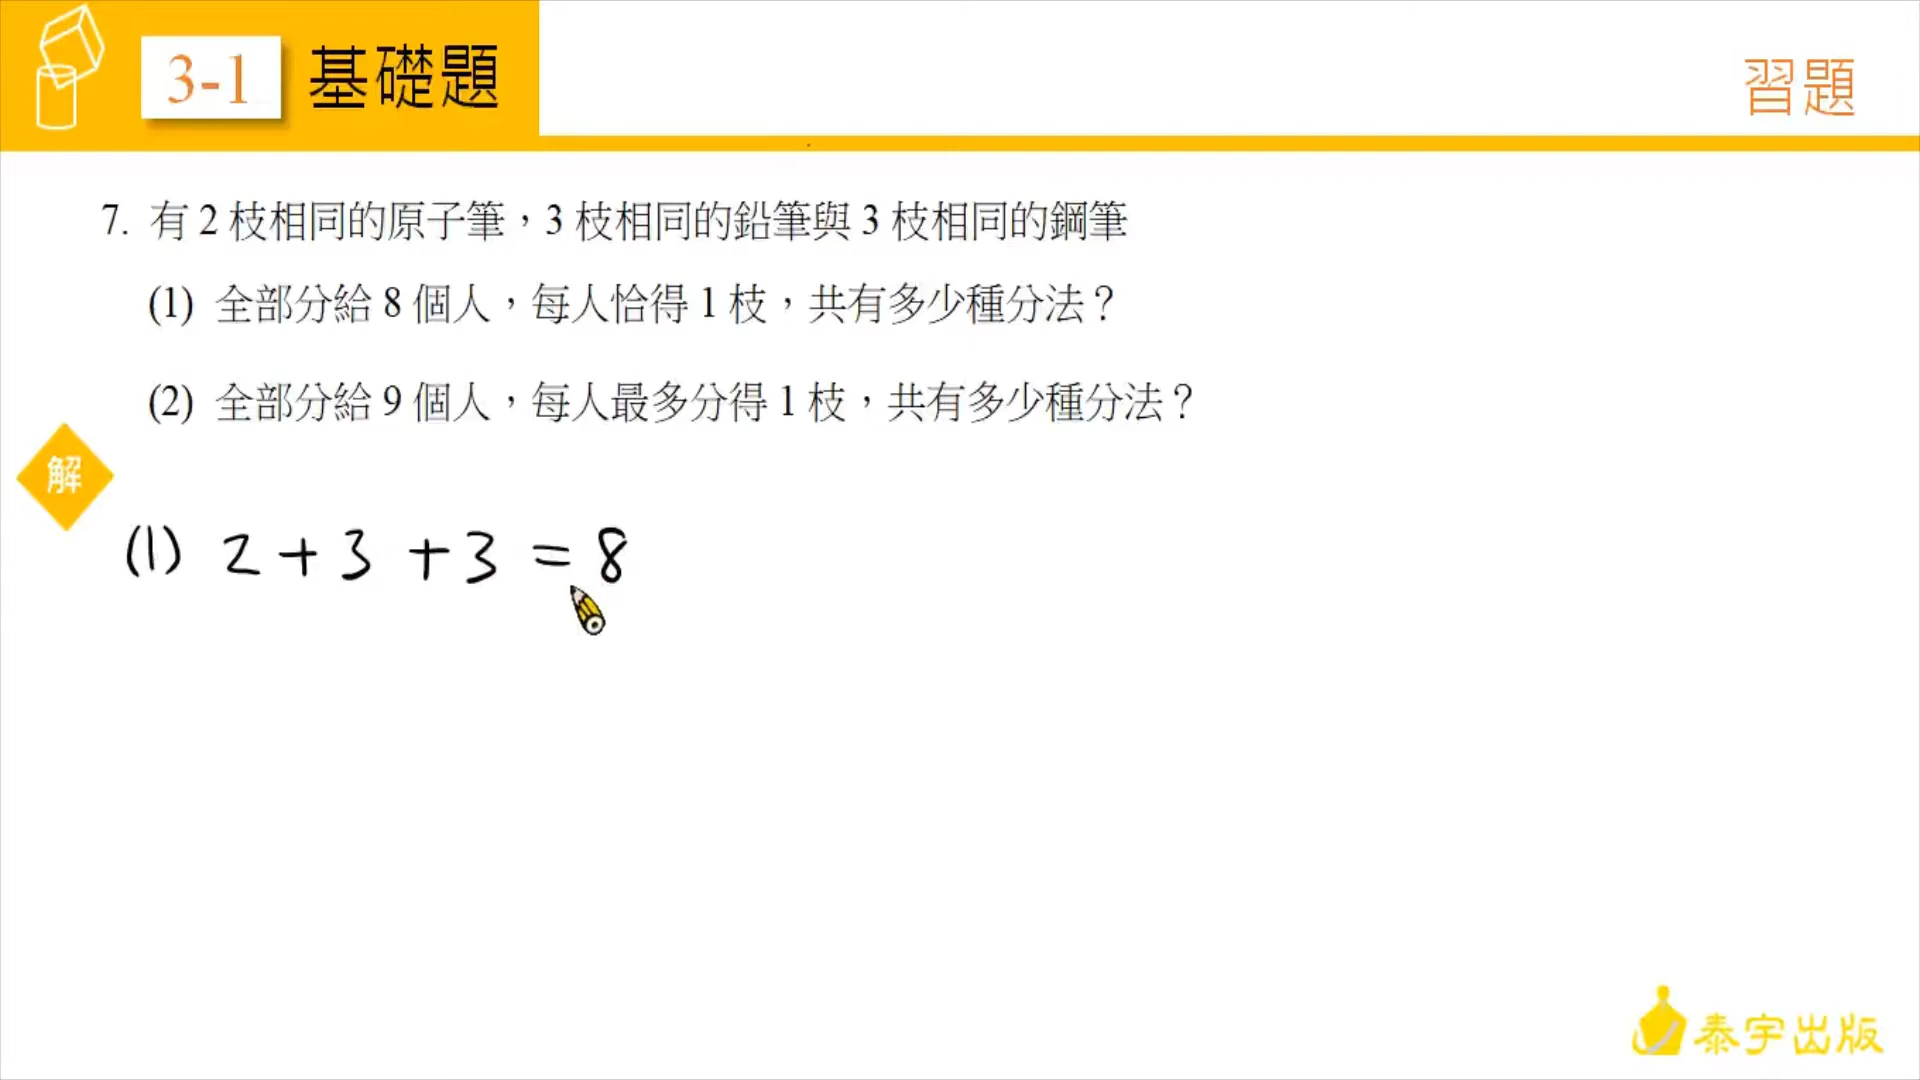 3-1 基礎題
習題
7. 有 2 枝相同的原子筆，3 枝相同的鉛筆與 3 枝相同的鋼筆
(1) 全部分給 8 個人，每人恰得 1 枝，共有多少種分法？
(2) 全部分給 9 個人，每人最多分得 1 枝，共有多少種分法？
解
(1) 2 + 3 + 3 = 8
泰宇出版